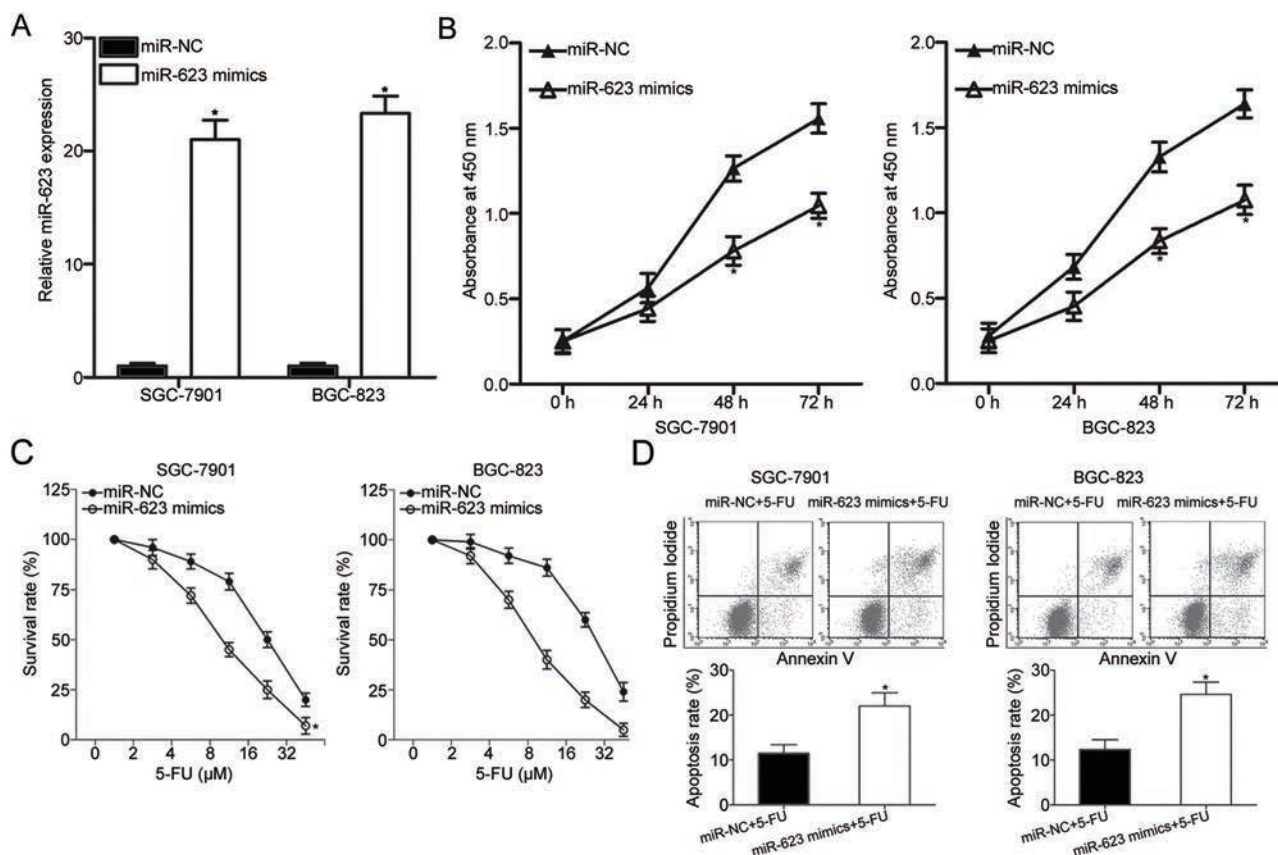 A
30
20
10
0
Relative miR-623 expression
miR-NC
miR-623 mimics
*
*
SGC-7901
BGC-823
B
2.0
1.5
1.0
0.5
0.0
Absorbance at 450 nm
miR-NC
miR-623 mimics
*
*
0 h
24 h
48 h
72 h
SGC-7901
2.0
1.5
1.0
0.5
0.0
Absorbance at 450 nm
miR-NC
miR-623 mimics
*
*
0 h
24 h
48 h
72 h
BGC-823
C
SGC-7901
miR-NC
miR-623 mimics
100
75
50
25
0
Survival rate (%)
*
0
2
4
8
16
32
5-FU (µM)
BGC-823
miR-NC
miR-623 mimics
100
75
50
25
0
Survival rate (%)
0
2
4
8
16
32
5-FU (µM)
D
SGC-7901
miR-NC+5-FU
miR-623 mimics+5-FU
Propidium Iodide
Annexin V
30
20
10
0
Apoptosis rate (%)
*
miR-NC+5-FU
miR-623 mimics+5-FU
BGC-823
miR-NC+5-FU
miR-623 mimics+5-FU
Propidium Iodide
Annexin V
30
20
10
0
Apoptosis rate (%)
*
miR-NC+5-FU
miR-623 mimics+5-FU